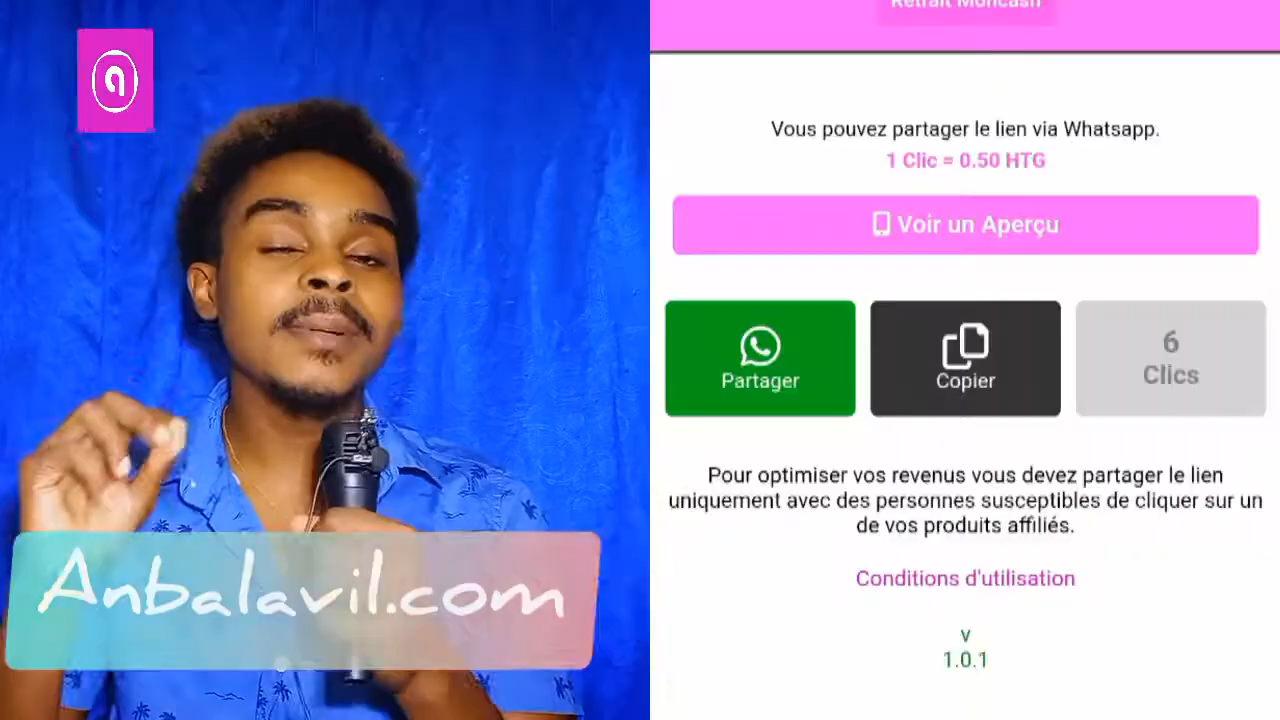 Anbalavil.com
Retrait Moncash
Vous pouvez partager le lien via Whatsapp.
1 Clic = 0.50 HTG
Voir un Aperçu
Partager
Copier
6
Clics
Pour optimiser vos revenus vous devez partager le lien
uniquement avec des personnes susceptibles de cliquer sur un
de vos produits affiliés.
Conditions d'utilisation
v
1.0.1